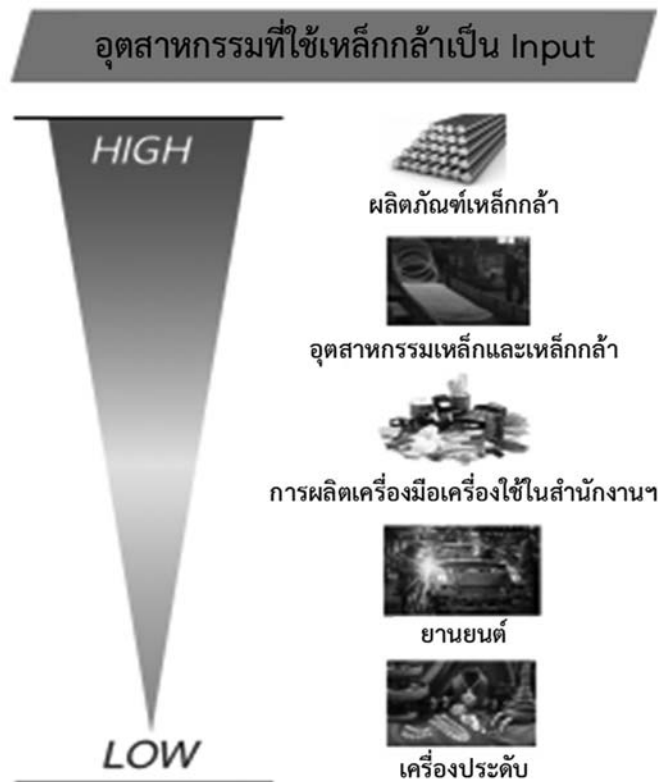 อุตสาหกรรมที่ใช้เหล็กกล้าเป็น Input
HIGH
ผลิตภัณฑ์เหล็กกล้า
อุตสาหกรรมเหล็กและเหล็กกล้า
การผลิตเครื่องมือเครื่องใช้ในสำนักงานฯ
ยานยนต์
LOW
เครื่องประดับ